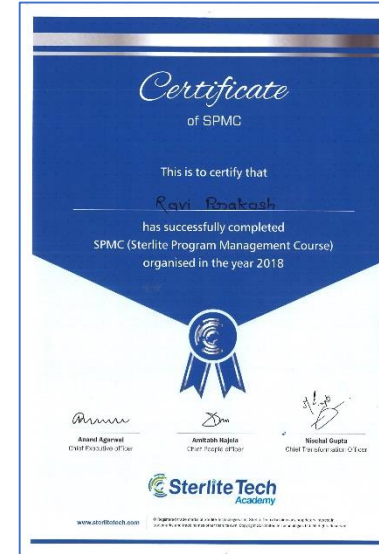 Certificate
of SPMC
This is to certify that
Ravi Prakash
has successfully completed
SPMC (Sterlite Program Management Course)
organised in the year 2018
Anand Agarwal
Chief Executive officer
Amitabh Hajela
Chief People officer
Nischal Gupta
Chief Transformation Officer
Sterlite Tech
Academy
www.sterlitetech.com